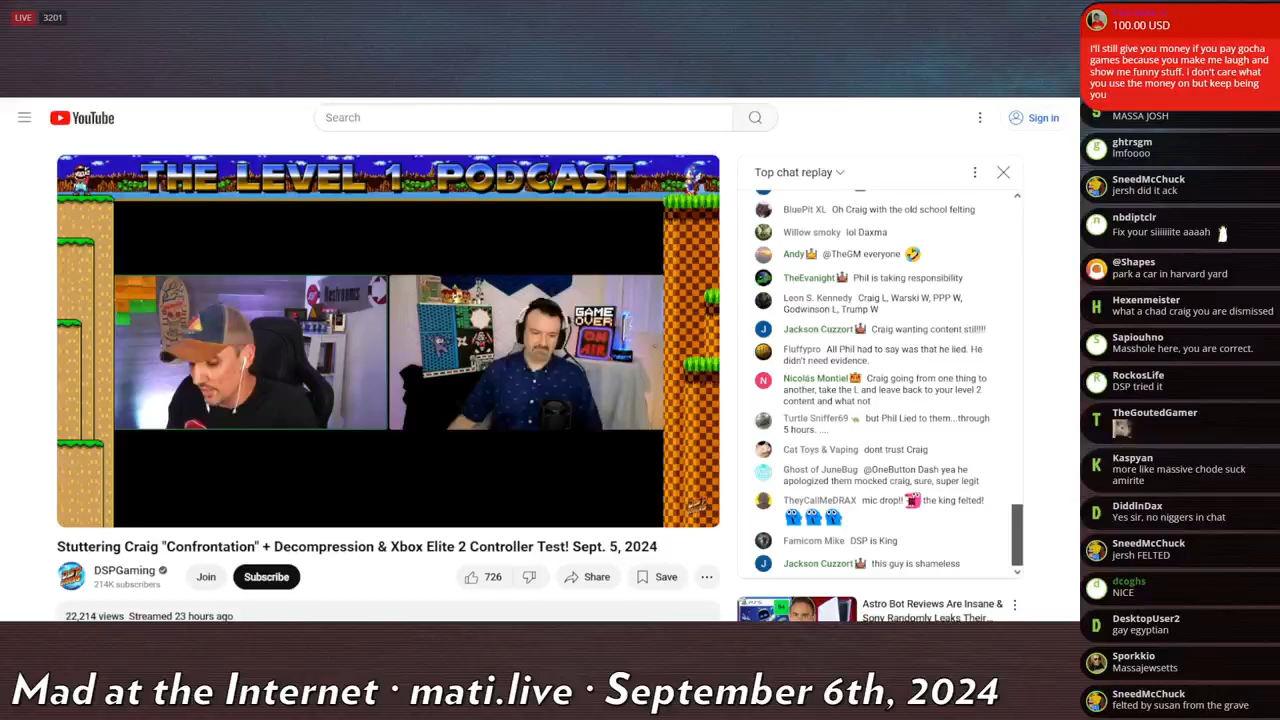 LIVE 3201
YouTube
Search
Sign in
THE LEVEL 1 PODCAST
Restrooms
GAME
OVER
Stuttering Craig "Confrontation" + Decompression & Xbox Elite 2 Controller Test! Sept. 5, 2024
DSPGaming
214K subscribers
Join
Subscribe
726
Share
Save
22,214 views Streamed 23 hours ago
Top chat replay
BluePit XL Oh Craig with the old school felting
Willow smoky lol Daxma
Andy @TheGM everyone
TheEvanight Phil is taking responsibility
Leon S. Kennedy Craig L, Warski W, PPP W,
Godwinson L, Trump W
Jackson Cuzzort Craig wanting content stil!!!!
Fluffypro All Phil had to say was that he lied. He
didn't need evidence.
Nicolás Montiel Craig going from one thing to
another, take the L and leave back to your level 2
content and what not
Turtle Sniffer69 but Phil Lied to them...through
5 hours. ....
Cat Toys & Vaping dont trust Craig
Ghost of JuneBug @OneButton Dash yea he
apologized them mocked craig, sure, super legit
TheyCallMeDRAX mic drop!! the king felted!
Famicom Mike DSP is King
Jackson Cuzzort this guy is shameless
Astro Bot Reviews Are Insane &
Sony Randomly Leaks Their...
100.00 USD
I'll still give you money if you pay gocha
games because you make me laugh and
show me funny stuff. i don't care what
you use the money on but keep being
you
MASSA JOSH
ghtrsgm
lmfoooo
SneedMcChuck
jersh did it ack
nbdiptclr
Fix your siiiiiiite aaaah
@Shapes
park a car in harvard yard
Hexenmeister
what a chad craig you are dismissed
Sapiouhno
Masshole here, you are correct.
RockosLife
DSP tried it
TheGoutedGamer
Kaspyan
more like massive chode suck
amirite
DiddInDax
Yes sir, no niggers in chat
SneedMcChuck
jersh FELTED
dcoghs
NICE
DesktopUser2
gay egyptian
Sporkkio
Massajewsetts
SneedMcChuck
felted by susan from the grave
Mad at the Internet · mati.live · September 6th, 2024